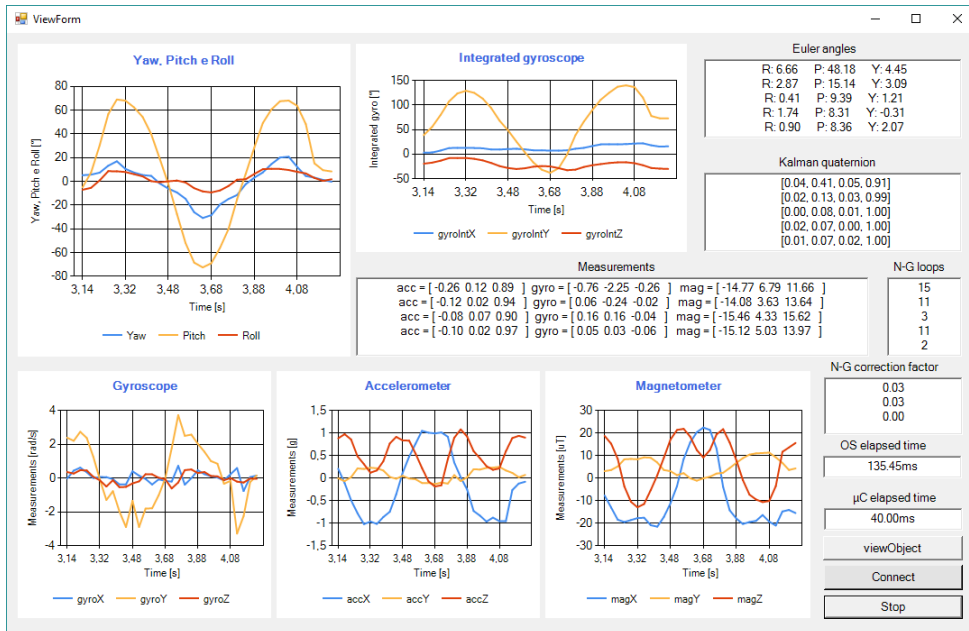 ViewForm
Yaw, Pitch e Roll
Yaw, Pitch e Roll [°]
80
60
40
20
0
-20
-40
-60
-80
3,14 3,32 3,48 3,68 3,88 4,08
Time [s]
Yaw Pitch Roll
Integrated gyroscope
Integrated gyro [°]
150
100
50
0
-50
3,14 3,32 3,48 3,68 3,88 4,08
Time [s]
gyroIntX gyroIntY gyroIntZ
Euler angles
R: 6.66 P: 48.18 Y: 4.45
R: 2.87 P: 15.14 Y: 3.09
R: 0.41 P: 9.39 Y: 1.21
R: 1.74 P: 8.31 Y: -0.31
R: 0.90 P: 8.36 Y: 2.07
Kalman quaternion
[0.04, 0.41, 0.05, 0.91]
[0.02, 0.13, 0.03, 0.99]
[0.00, 0.08, 0.01, 1.00]
[0.02, 0.07, 0.00, 1.00]
[0.01, 0.07, 0.02, 1.00]
Measurements
acc = [ -0.26 0.12 0.89 ] gyro = [ -0.76 -2.25 -0.26 ] mag = [ -14.77 6.79 11.66 ]
acc = [ -0.12 0.02 0.94 ] gyro = [ 0.06 -0.24 -0.02 ] mag = [ -14.08 3.63 13.64 ]
acc = [ -0.08 0.07 0.90 ] gyro = [ 0.16 0.16 -0.04 ] mag = [ -15.46 4.33 15.62 ]
acc = [ -0.10 0.02 0.97 ] gyro = [ 0.05 0.03 -0.06 ] mag = [ -15.12 5.03 13.97 ]
N-G loops
15
11
3
11
2
Gyroscope
Measurements [rad/s]
4
2
0
-2
-4
3,14 3,32 3,48 3,68 3,88 4,08
Time [s]
gyroX gyroY gyroZ
Accelerometer
Measurements [g]
1,5
1
0,5
0
-0,5
-1
-1,5
3,14 3,32 3,48 3,68 3,88 4,08
Time [s]
accX accY accZ
Magnetometer
Measurements [uT]
30
20
10
0
-10
-20
-30
3,14 3,32 3,48 3,68 3,88 4,08
Time [s]
magX magY magZ
N-G correction factor
0.03
0.03
0.00
OS elapsed time
135.45ms
µC elapsed time
40.00ms
viewObject
Connect
Stop